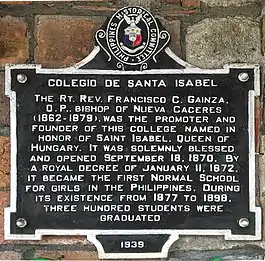 PHILIPPINES HISTORICAL COMMITTEE
COLEGIO DE SANTA ISABEL
THE RT. REV. FRANCISCO C. GAINZA,
O.P., BISHOP OF NUEVA CACERES
(1862-1879), WAS THE PROMOTER AND
FOUNDER OF THIS COLLEGE NAMED IN
HONOR OF SAINT ISABEL, QUEEN OF
HUNGARY. IT WAS SOLEMNLY BLESSED
AND OPENED SEPTEMBER 18, 1870. BY
A ROYAL DECREE OF JANUARY 11, 1872,
IT BECAME THE FIRST NORMAL SCHOOL
FOR GIRLS IN THE PHILIPPINES. DURING
ITS EXISTENCE FROM 1877 TO 1898,
THREE HUNDRED STUDENTS WERE
GRADUATED
1939